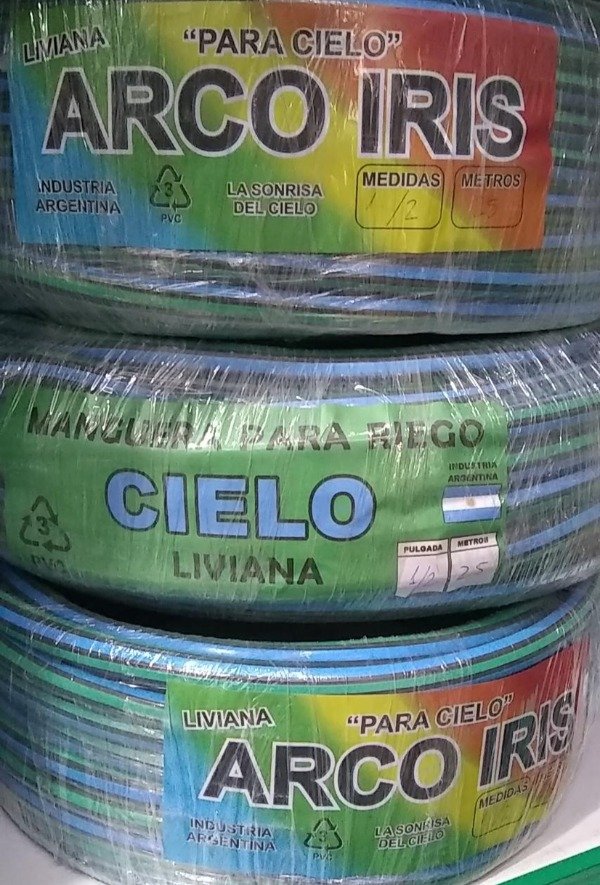 LIVIANA
"PARA CIELO"
ARCO IRIS
INDUSTRIA
ARGENTINA
3
PVC
LA SONRISA
DEL CIELO
MEDIDAS
1/2
METROS
MANGUERA PARA RIEGO
CIELO
LIVIANA
3
PVC
INDUSTRIA
ARGENTINA
PULGADA
1/2
METROS
25
LIVIANA
"PARA CIELO"
ARCO IRIS
INDUSTRIA
ARGENTINA
3
PVC
LA SONRISA
DEL CIELO
MEDIDAS